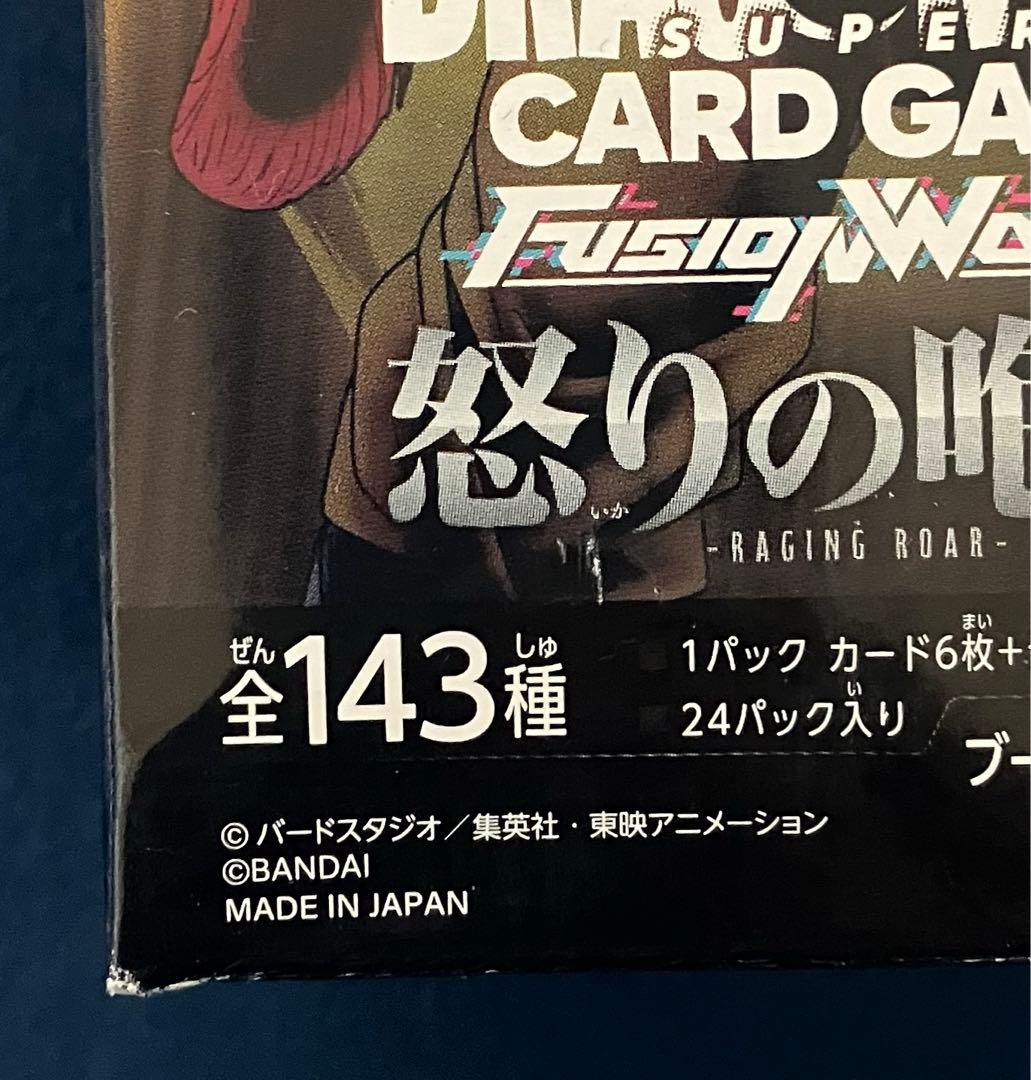 SUPER
CARD GA
FUSION WO
怒りの咆
いか
-RAGING ROAR-
ぜん しゅ
全143種
まい
1パック カード6枚+
い
24パック入り
ブー
© バードスタジオ/集英社・東映アニメーション
©BANDAI
MADE IN JAPAN